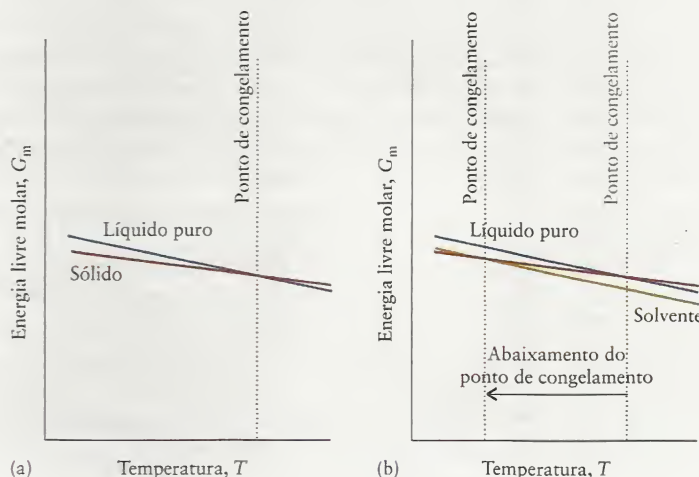 Energia livre molar, Gm
Ponto de congelamento
Líquido puro
Sólido
(a)
Temperatura, T
Energia livre molar, Gm
Ponto de congelamento
Ponto de congelamento
Líquido puro
Solvente
Abaixamento do
ponto de congelamento
(b)
Temperatura, T